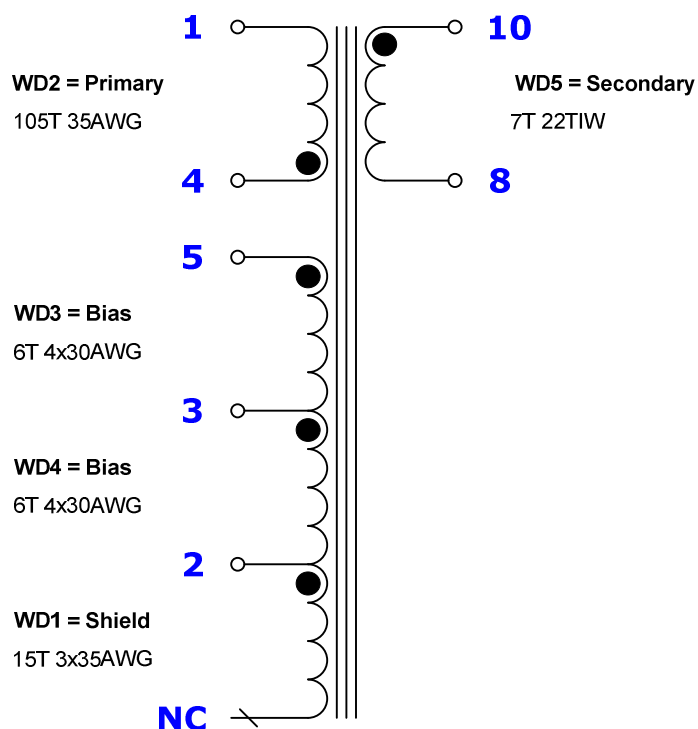 1
10
WD2 = Primary
WD5 = Secondary
105T 35AWG
7T 22TIW
4
8
5
WD3 = Bias
6T 4x30AWG
3
WD4 = Bias
6T 4x30AWG
2
WD1 = Shield
15T 3x35AWG
NC